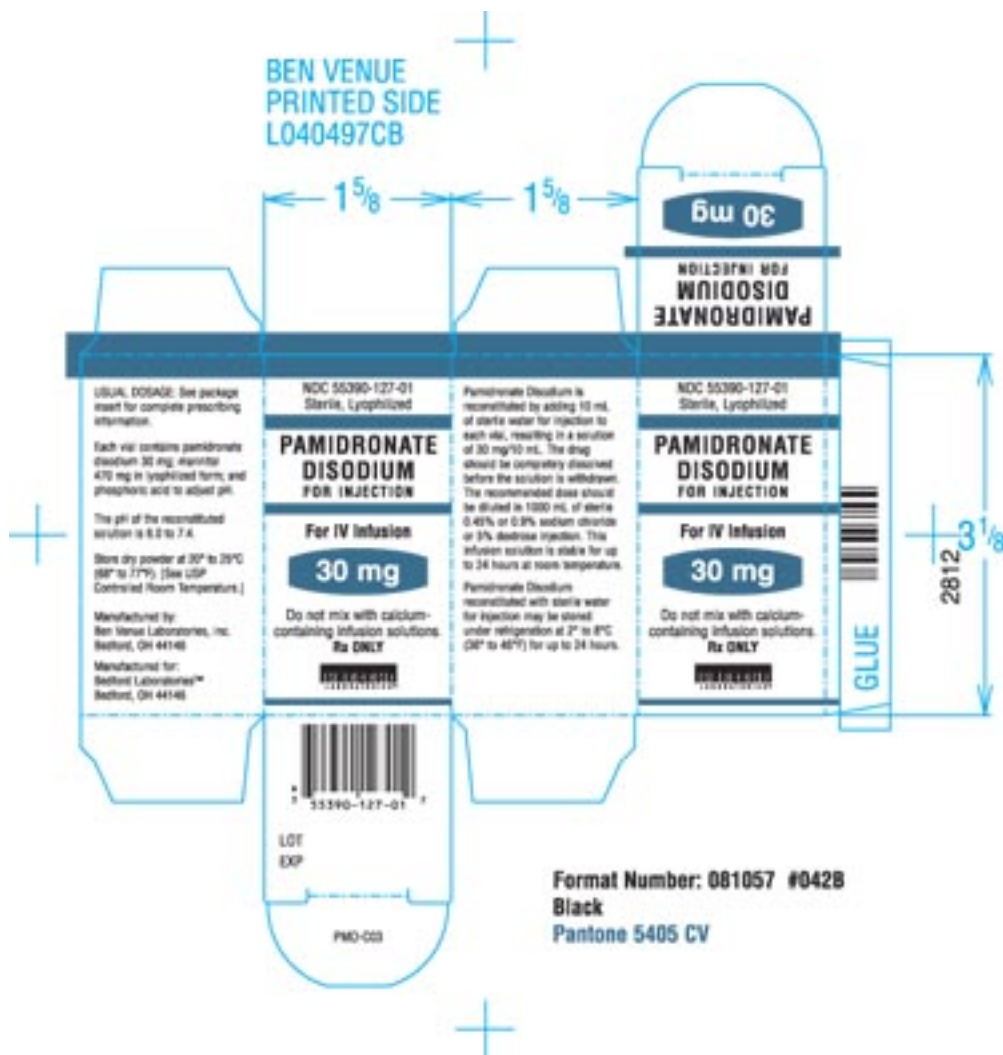 BEN VENUE
PRINTED SIDE
L040497CB
1 5/8
1 5/8
30 mg
PAMIDRONATE
DISODIUM
FOR INJECTION
USUAL DOSAGE: See package
insert for complete prescribing
information.
Each vial contains pamidronate
disodium 30 mg; mannitol
470 mg in lyophilized form; and
phosphoric acid to adjust pH.
The pH of the reconstituted
solution is 6.0 to 7.4.
Store dry powder at 20° to 25°C
(68° to 77°F). [See USP
Controlled Room Temperature.]
Manufactured by:
Ben Venue Laboratories, Inc.
Bedford, OH 44146
Manufactured for:
Bedford Laboratories™
Bedford, OH 44146
NDC 55390-127-01
Sterile, Lyophilized
PAMIDRONATE
DISODIUM
FOR INJECTION
For IV Infusion
30 mg
Do not mix with calcium-
containing infusion solutions.
Rx ONLY
LABORATORIES
Pamidronate Disodium is
reconstituted by adding 10 mL
of sterile water for injection to
each vial, resulting in a solution
of 30 mg/10 mL. The drug
should be completely dissolved
before the solution is withdrawn.
The recommended dose should
be diluted in 1000 mL of sterile
0.45% or 0.9% sodium chloride
or 5% dextrose injection. This
infusion solution is stable for up
to 24 hours at room temperature.
Pamidronate Disodium
reconstituted with sterile water
for injection may be stored
under refrigeration at 2° to 8°C
(36° to 46°F) for up to 24 hours.
NDC 55390-127-01
Sterile, Lyophilized
PAMIDRONATE
DISODIUM
FOR INJECTION
For IV Infusion
30 mg
Do not mix with calcium-
containing infusion solutions.
Rx ONLY
LABORATORIES
GLUE
2812
3 1/8
55390-127-01
LOT
EXP
PMD-C03
Format Number: 081057 #042B
Black
Pantone 5405 CV